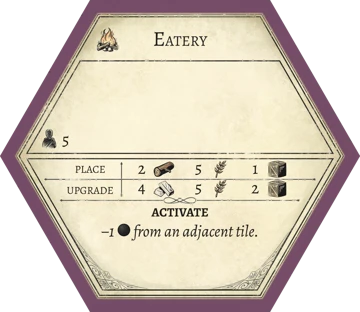 Eatery
5
PLACE 2 5 1
UPGRADE 4 5 2
ACTIVATE
–1 from an adjacent tile.